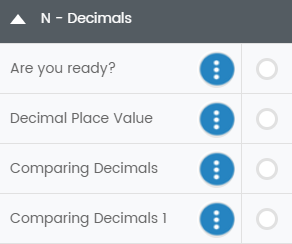 N - Decimals
Are you ready?
Decimal Place Value
Comparing Decimals
Comparing Decimals 1